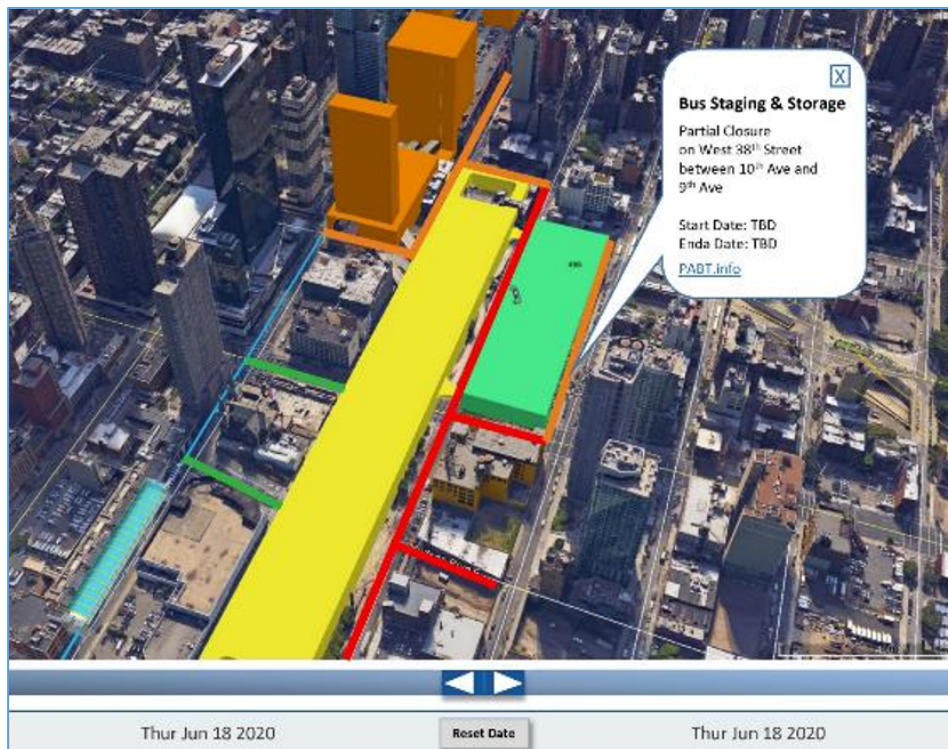 X
Bus Staging & Storage
Partial Closure
on West 38th Street
between 10th Ave and
9th Ave
Start Date: TBD
Enda Date: TBD
PABT.info
Thur Jun 18 2020
Reset Date
Thur Jun 18 2020